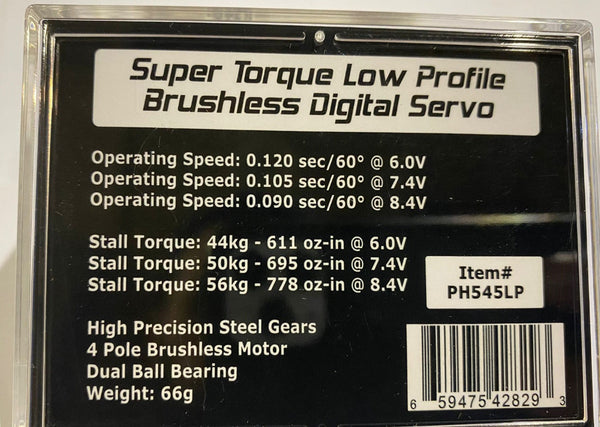 Super Torque Low Profile
Brushless Digital Servo
Operating Speed: 0.120 sec/60° @ 6.0V
Operating Speed: 0.105 sec/60° @ 7.4V
Operating Speed: 0.090 sec/60° @ 8.4V
Stall Torque: 44kg - 611 oz-in @ 6.0V
Stall Torque: 50kg - 695 oz-in @ 7.4V
Stall Torque: 56kg - 778 oz-in @ 8.4V
Item#
PH545LP
High Precision Steel Gears
4 Pole Brushless Motor
Dual Ball Bearing
Weight: 66g
6 59475 42829 3